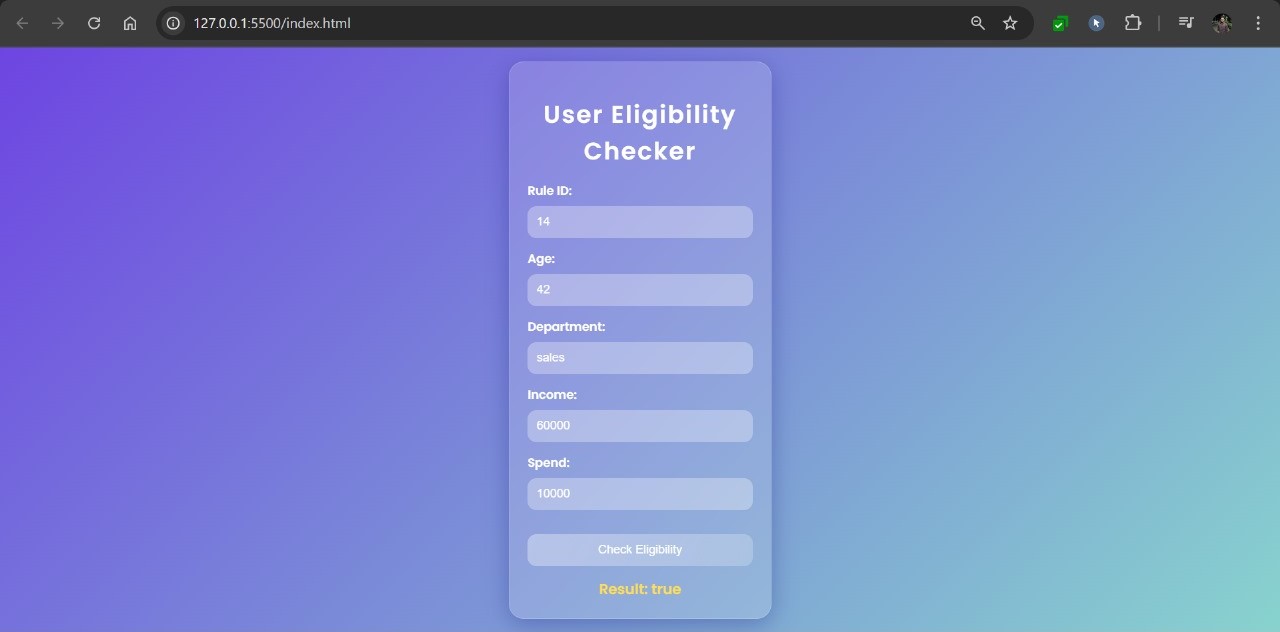 127.0.0.1:5500/index.html
User Eligibility
Checker
Rule ID:
14
Age:
42
Department:
sales
Income:
60000
Spend:
10000
Check Eligibility
Result: true